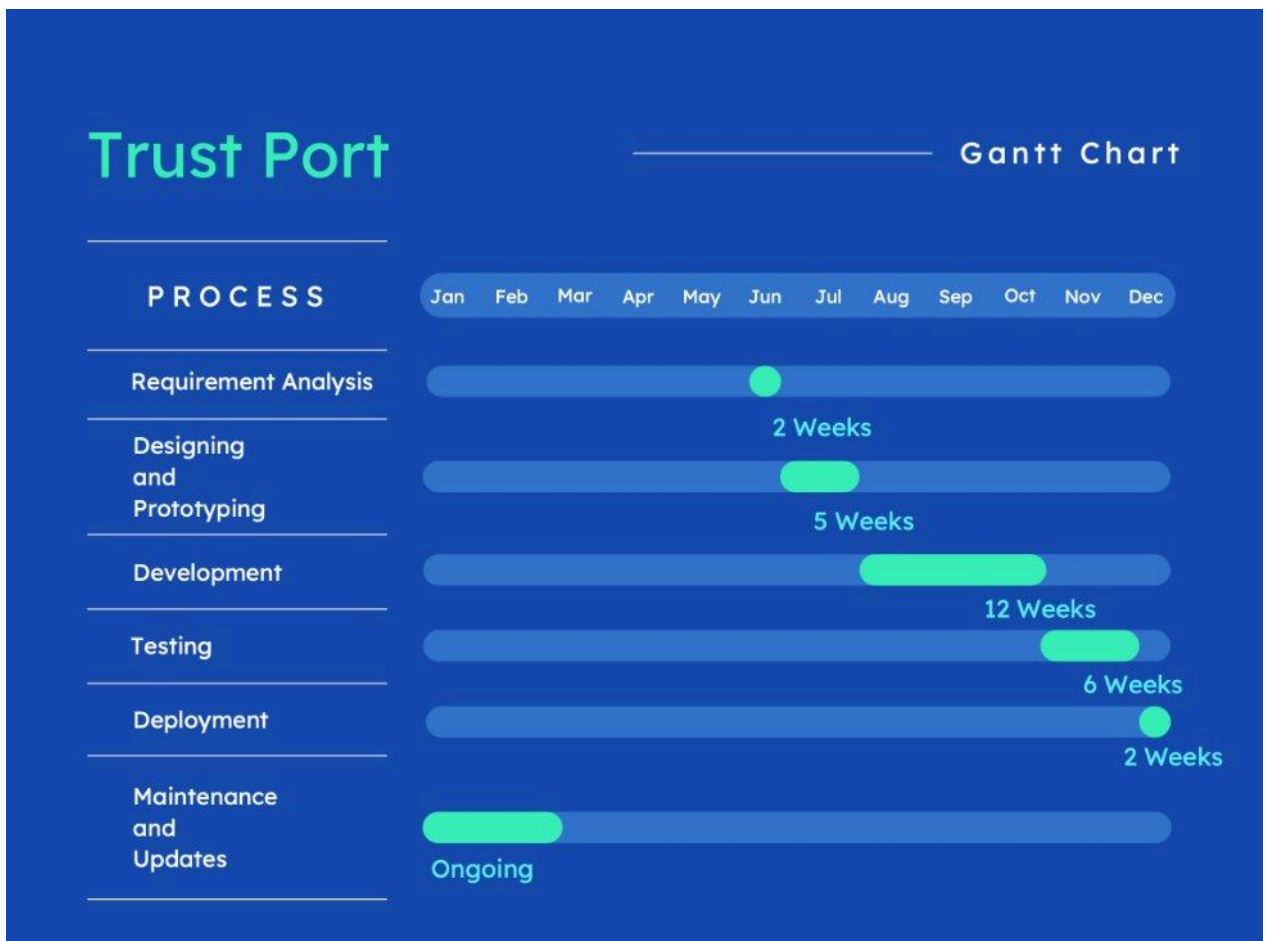 Trust Port
Gantt Chart
PROCESS
Jan Feb Mar Apr May Jun Jul Aug Sep Oct Nov Dec
Requirement Analysis
2 Weeks
Designing
and
Prototyping
5 Weeks
Development
12 Weeks
Testing
6 Weeks
Deployment
2 Weeks
Maintenance
and
Updates
Ongoing